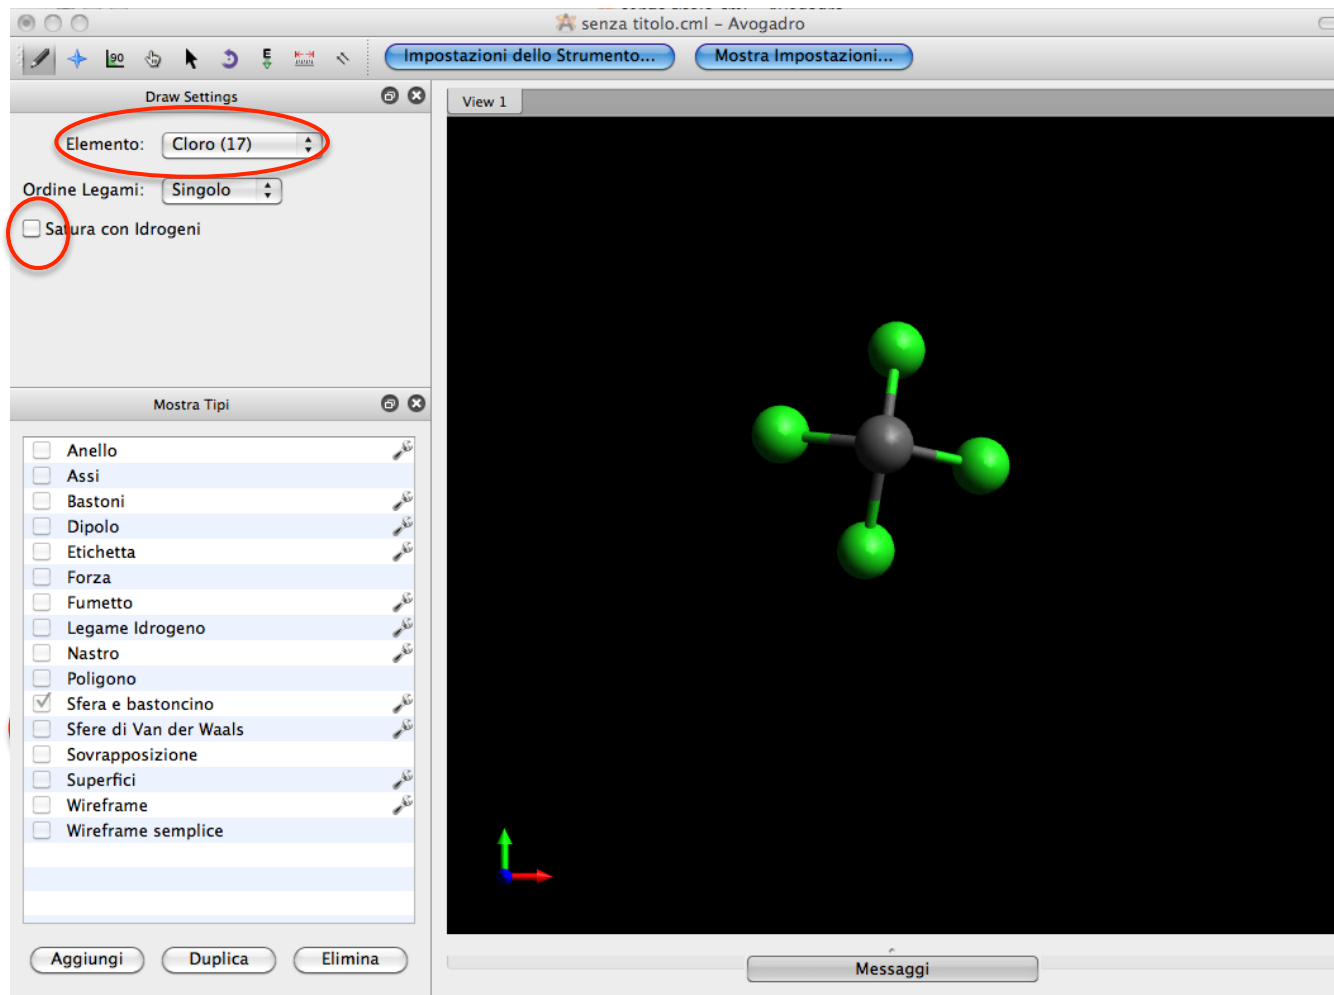 senza titolo.cml – Avogadro
90
E
Impostazioni dello Strumento...
Mostra Impostazioni...
Draw Settings
View 1
Elemento:
Cloro (17)
Ordine Legami:
Singolo
Satura con Idrogeni
Mostra Tipi
Anello
Assi
Bastoni
Dipolo
Etichetta
Forza
Fumetto
Legame Idrogeno
Nastro
Poligono
Sfera e bastoncino
Sfere di Van der Waals
Sovrapposizione
Superfici
Wireframe
Wireframe semplice
Aggiungi
Duplica
Elimina
Messaggi